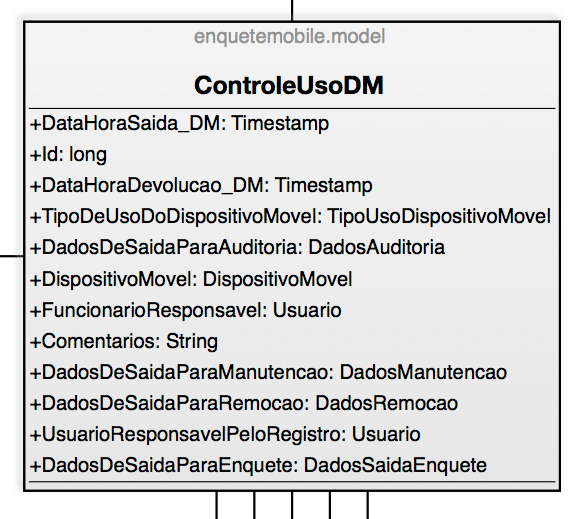 enquetemobile.model
ControleUsoDM
+DataHoraSaida_DM: Timestamp
+Id: long
+DataHoraDevolucao_DM: Timestamp
+TipoDeUsoDoDispositivoMovel: TipoUsoDispositivoMovel
+DadosDeSaidaParaAuditoria: DadosAuditoria
+DispositivoMovel: DispositivoMovel
+FuncionarioResponsavel: Usuario
+Comentarios: String
+DadosDeSaidaParaManutencao: DadosManutencao
+DadosDeSaidaParaRemocao: DadosRemocao
+UsuarioResponsavelPeloRegistro: Usuario
+DadosDeSaidaParaEnquete: DadosSaidaEnquete